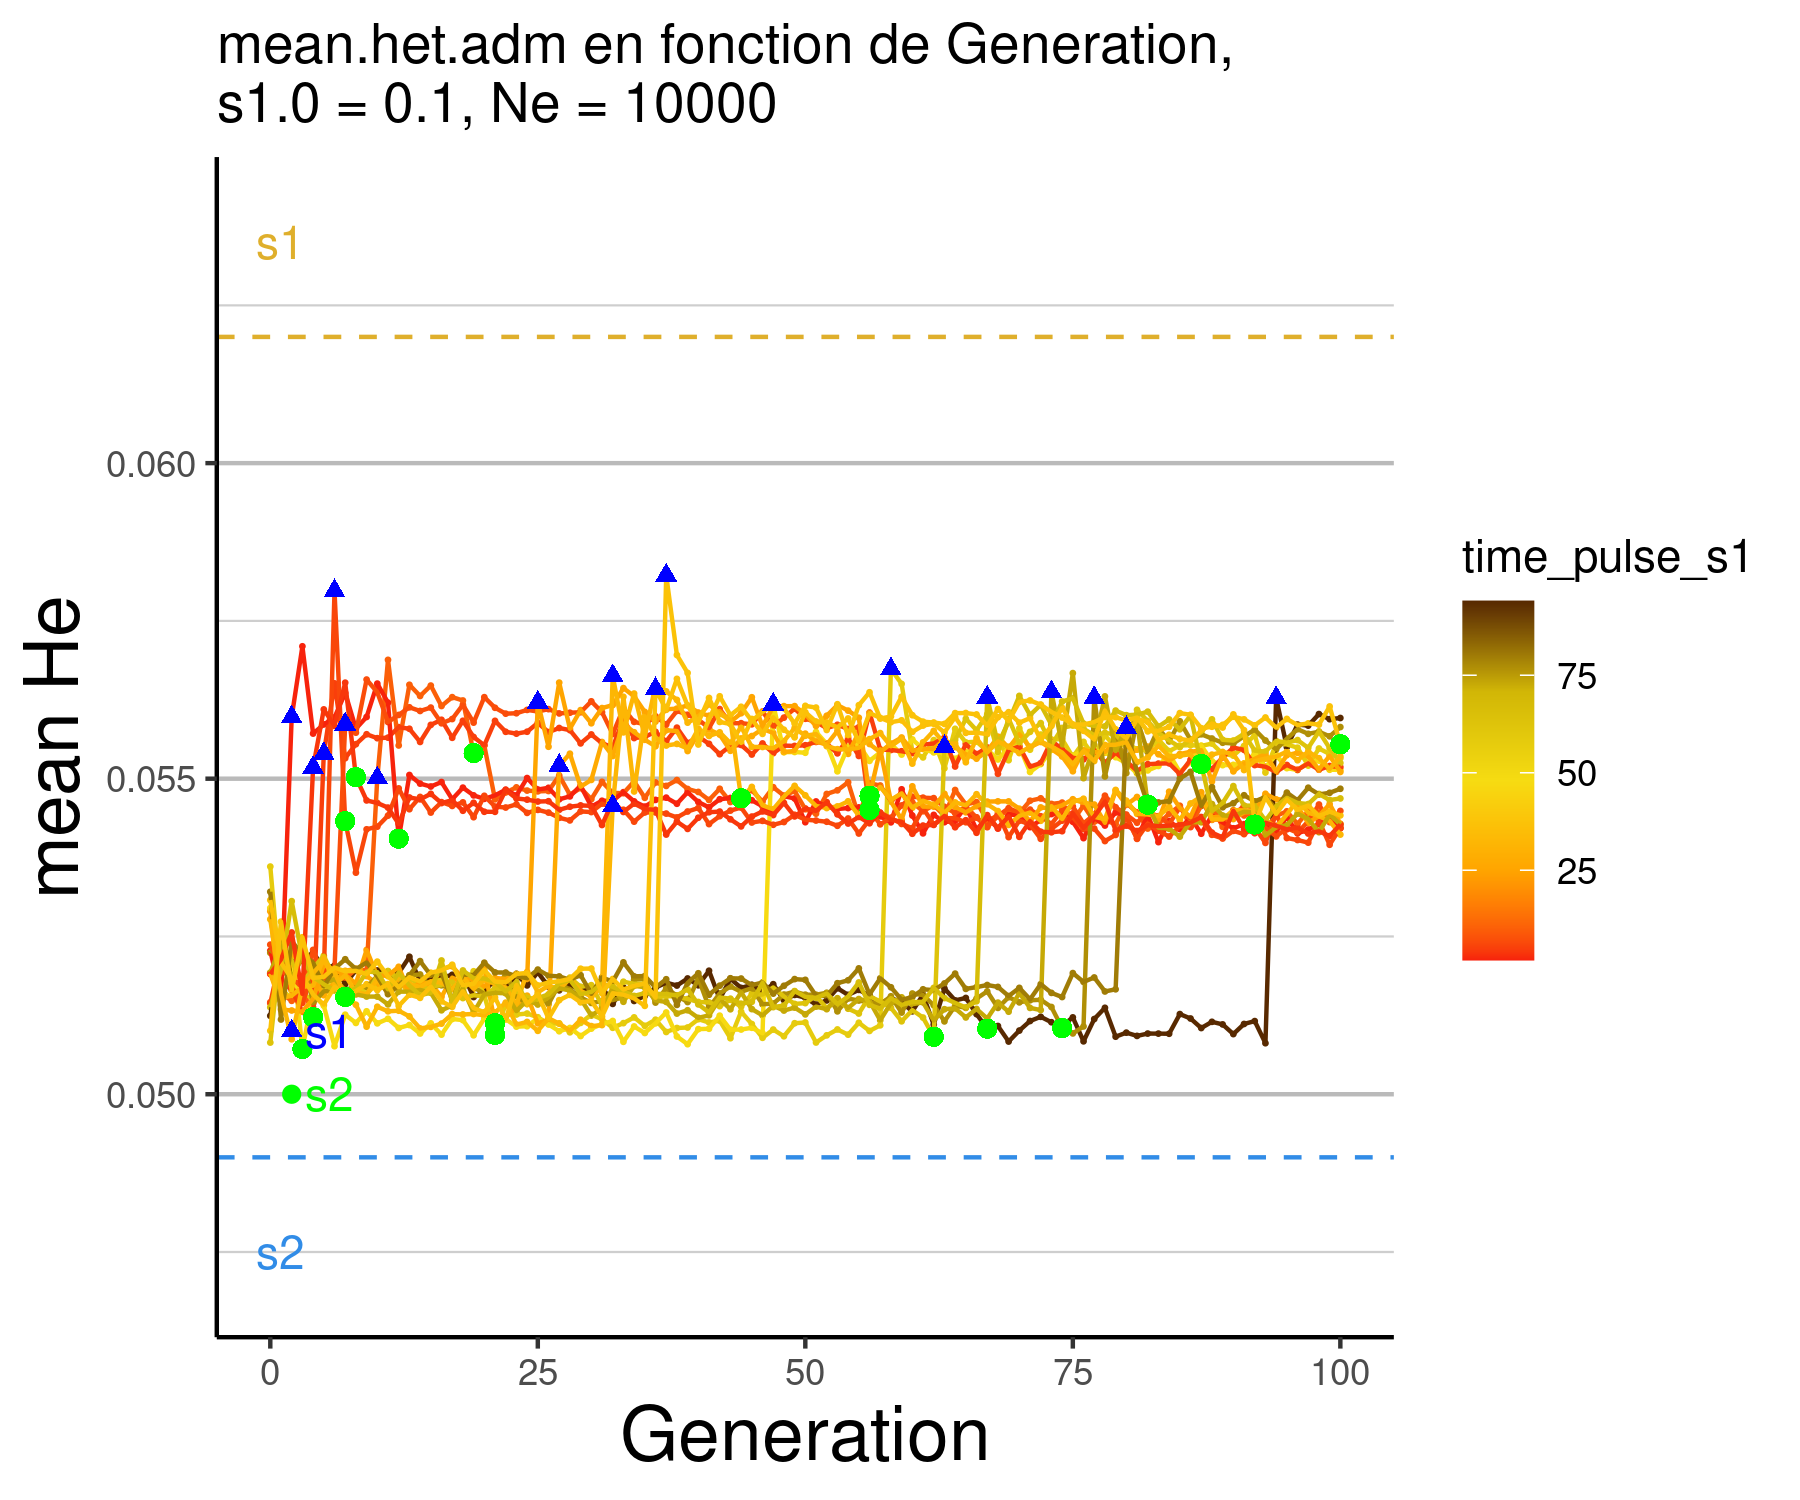 mean.het.adm en fonction de Generation,
s1.0 = 0.1, Ne = 10000
s1
0.060
0.055
0.050
mean He
s1
s2
s2
0
25
50
75
100
Generation
time_pulse_s1
75
50
25